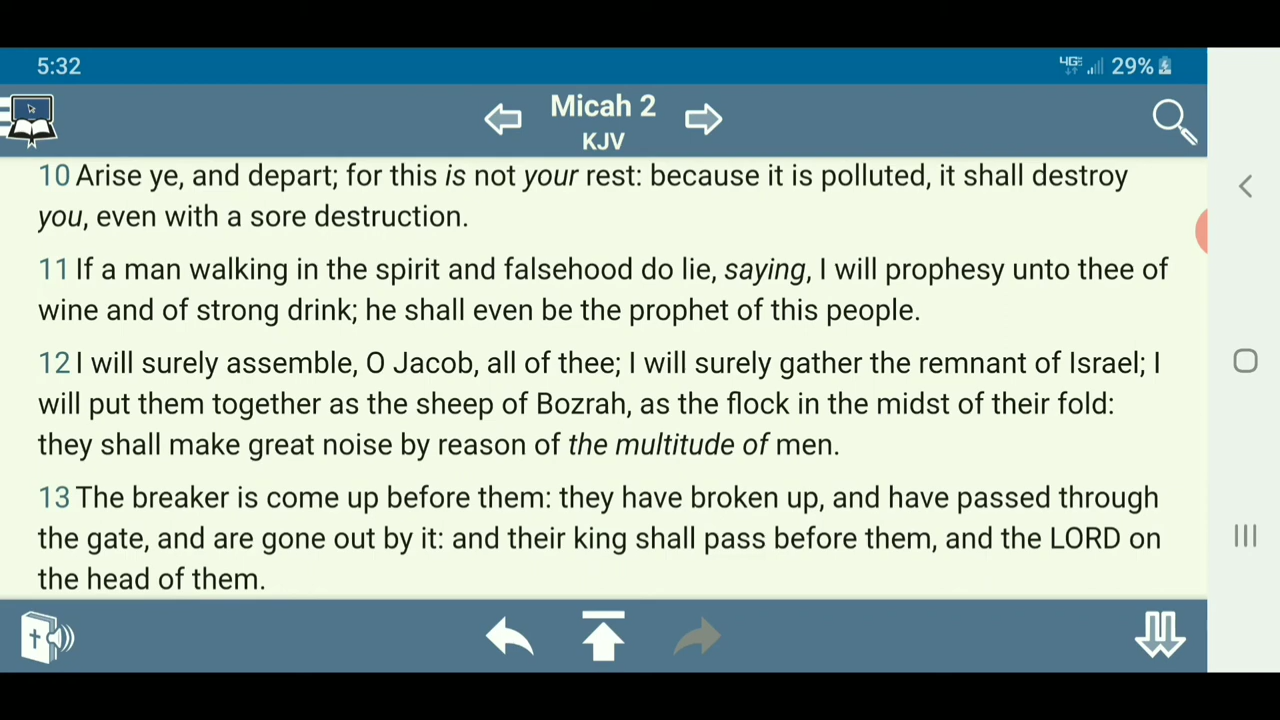 5:32
4GE 29%
Micah 2
KJV
10 Arise ye, and depart; for this is not your rest: because it is polluted, it shall destroy
you, even with a sore destruction.
11 If a man walking in the spirit and falsehood do lie, saying, I will prophesy unto thee of
wine and of strong drink; he shall even be the prophet of this people.
12 I will surely assemble, O Jacob, all of thee; I will surely gather the remnant of Israel; I
will put them together as the sheep of Bozrah, as the flock in the midst of their fold:
they shall make great noise by reason of the multitude of men.
13 The breaker is come up before them: they have broken up, and have passed through
the gate, and are gone out by it: and their king shall pass before them, and the LORD on
the head of them.